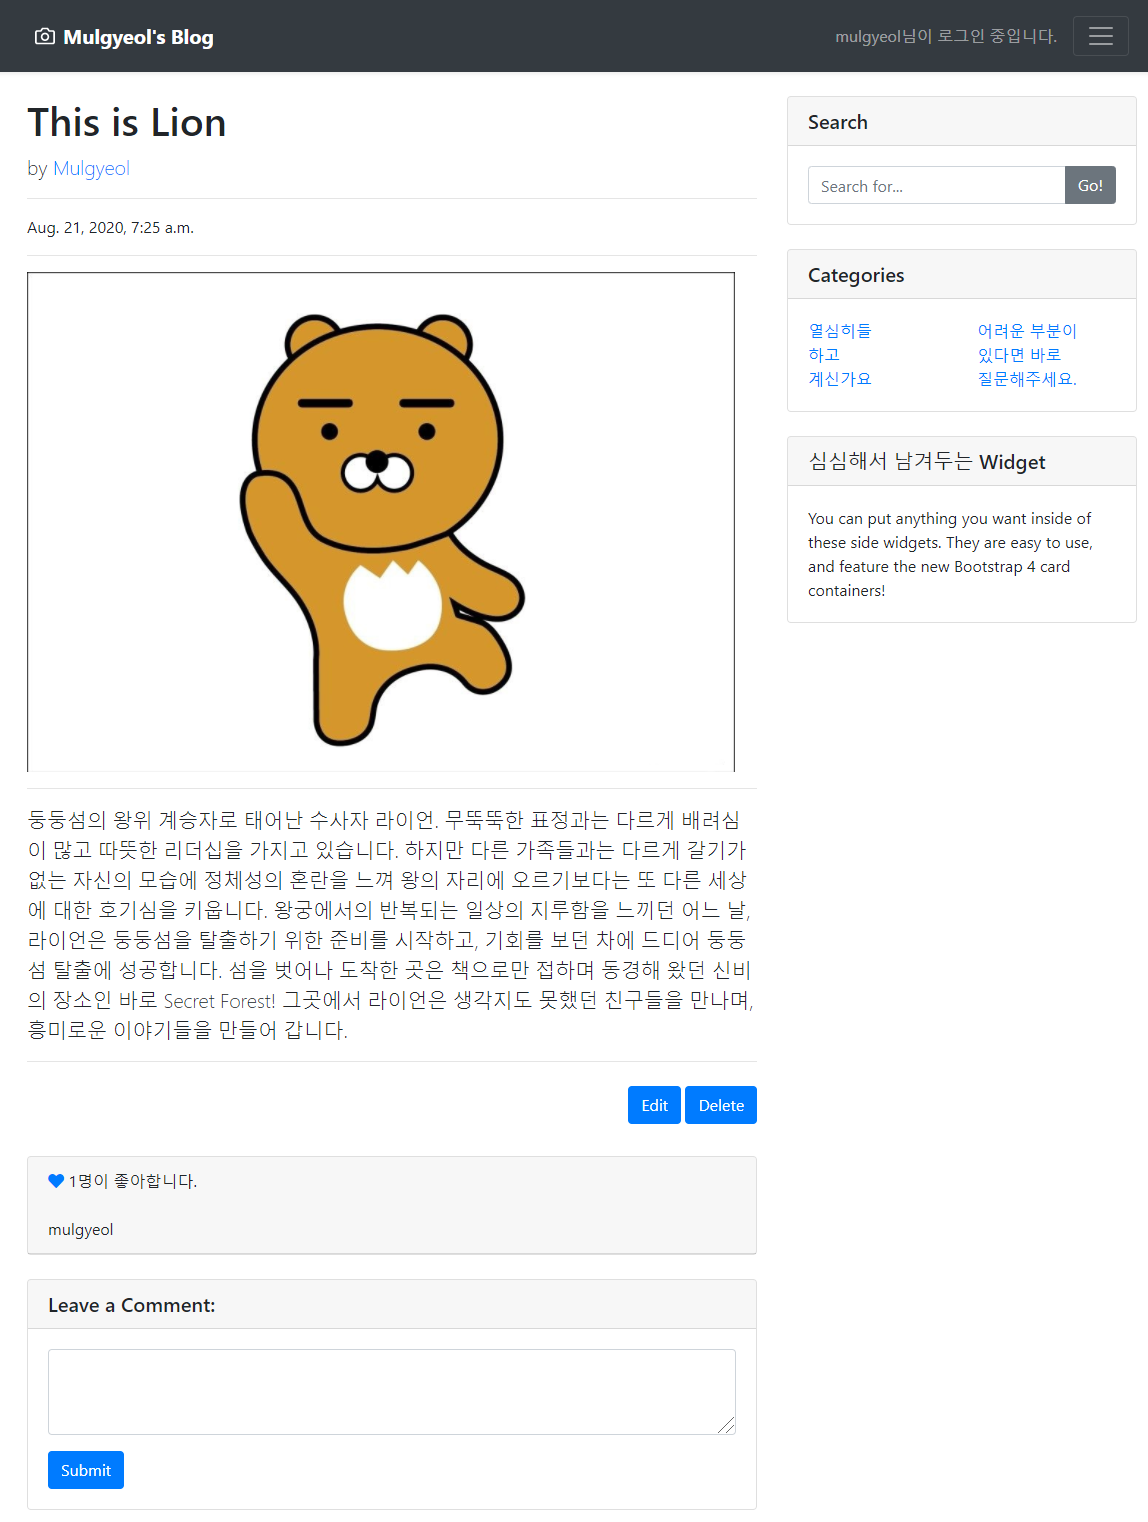 Mulgyeol's Blog
mulgyeol님이 로그인 중입니다.
This is Lion
by Mulgyeol
Aug. 21, 2020, 7:25 a.m.
둥둥섬의 왕위 계승자로 태어난 수사자 라이언. 무뚝뚝한 표정과는 다르게 배려심
이 많고 따뜻한 리더십을 가지고 있습니다. 하지만 다른 가족들과는 다르게 갈기가
없는 자신의 모습에 정체성의 혼란을 느껴 왕의 자리에 오르기보다는 또 다른 세상
에 대한 호기심을 키웁니다. 왕궁에서의 반복되는 일상의 지루함을 느끼던 어느 날,
라이언은 둥둥섬을 탈출하기 위한 준비를 시작하고, 기회를 보던 차에 드디어 둥둥
섬 탈출에 성공합니다. 섬을 벗어나 도착한 곳은 책으로만 접하며 동경해 왔던 신비
의 장소인 바로 Secret Forest! 그곳에서 라이언은 생각지도 못했던 친구들을 만나며,
흥미로운 이야기들을 만들어 갑니다.
Edit
Delete
1명이 좋아합니다.
mulgyeol
Leave a Comment:
Submit
Search
Search for...
Go!
Categories
열심히들
하고
계신가요
어려운 부분이
있다면 바로
질문해주세요.
심심해서 남겨두는 Widget
You can put anything you want inside of
these side widgets. They are easy to use,
and feature the new Bootstrap 4 card
containers!